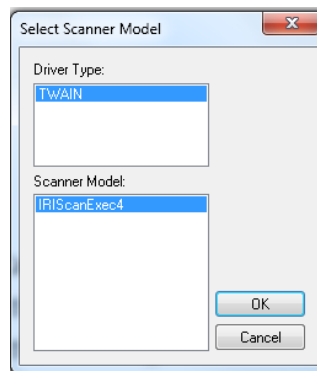 Select Scanner Model
Driver Type:
TWAIN
Scanner Model:
IRIScanExec4
OK
Cancel